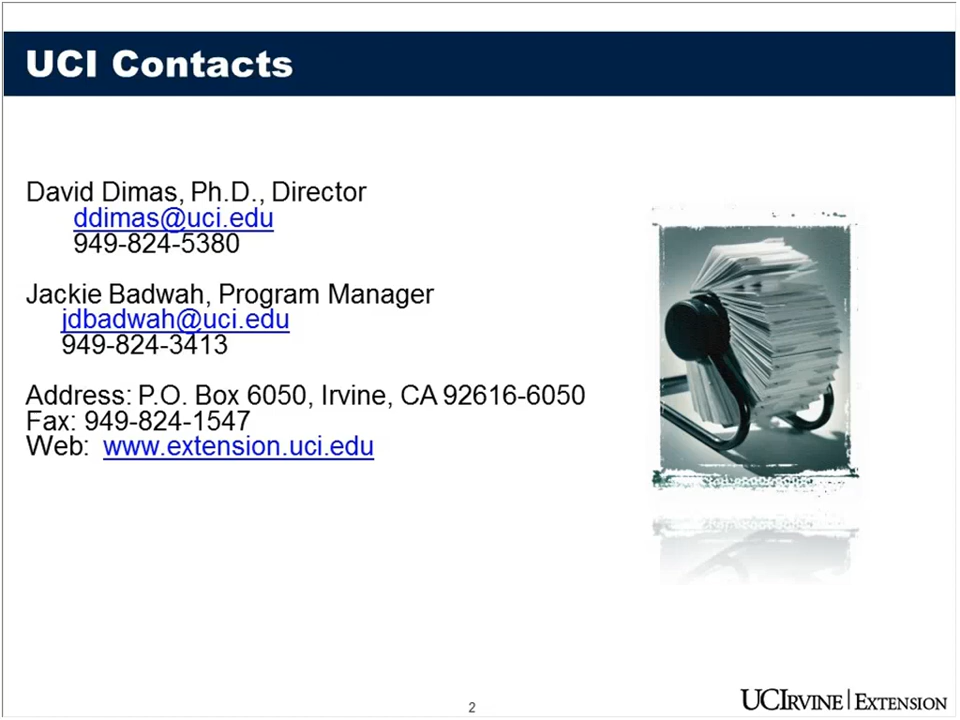 UCI Contacts
David Dimas, Ph.D., Director
ddimas@uci.edu
949-824-5380
Jackie Badwah, Program Manager
jdbadwah@uci.edu
949-824-3413
Address: P.O. Box 6050, Irvine, CA 92616-6050
Fax: 949-824-1547
Web: www.extension.uci.edu
2
UCIRVINE | EXTENSION